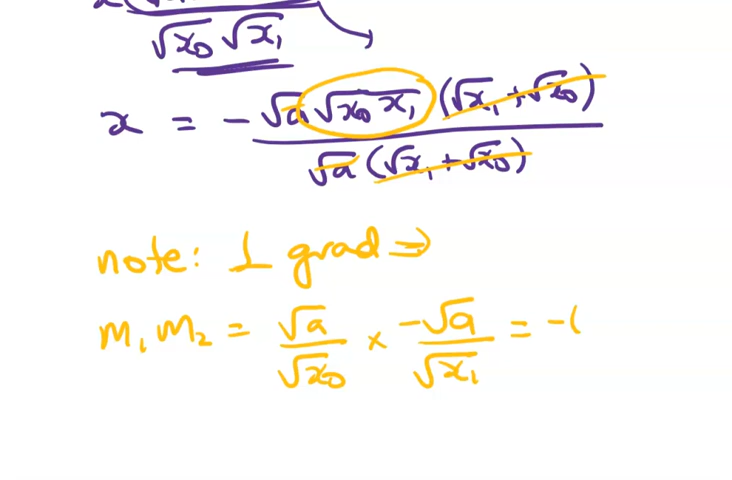 √x₀ √x₁
x = - √a √x₀ x₁ (√x₁ + √x₀)
√a (√x₁ + √x₀)
note: ⊥ grad ⇒
m₁ m₂ = √a / √x₀ × -√a / √x₁ = -1